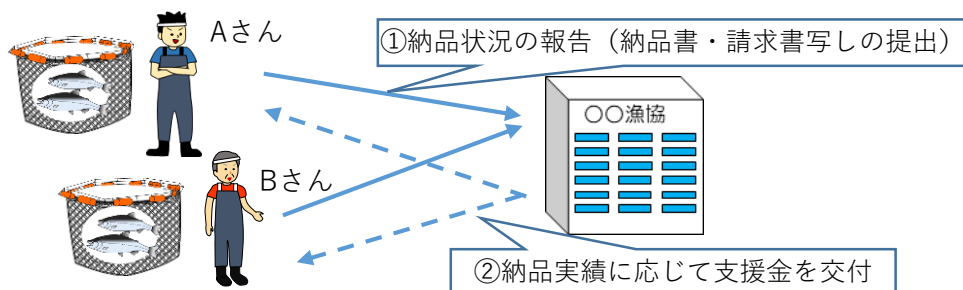 Aさん
①納品状況の報告（納品書・請求書写しの提出）
〇〇漁協
Bさん
②納品実績に応じて支援金を交付